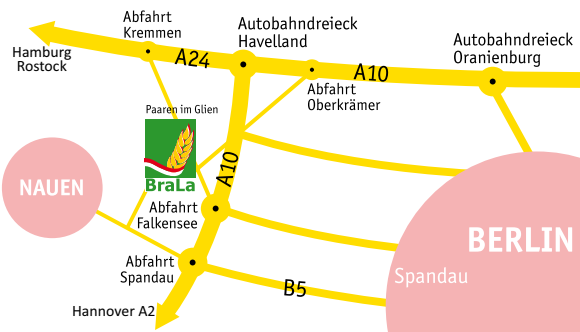 Abfahrt
Kremmen
Autobahndreieck
Havelland
Autobahndreieck
Oranienburg
Hamburg
Rostock
A24
A10
Abfahrt
Oberkrämer
Paaren im Glien
BraLa
A10
NAUEN
Abfahrt
Falkensee
BERLIN
Abfahrt
Spandau
Spandau
B5
Hannover A2